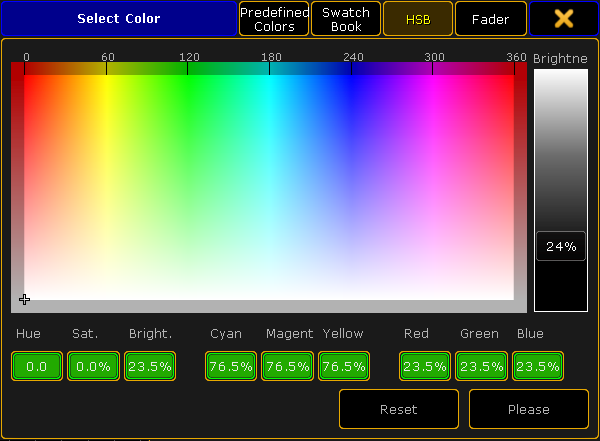 Select Color
Predefined
Colors
Swatch
Book
HSB
Fader
0 60 120 180 240 300 360
Brightne
24%
Hue Sat. Bright. Cyan Magent Yellow Red Green Blue
0.0 0.0% 23.5% 76.5% 76.5% 76.5% 23.5% 23.5% 23.5%
Reset Please